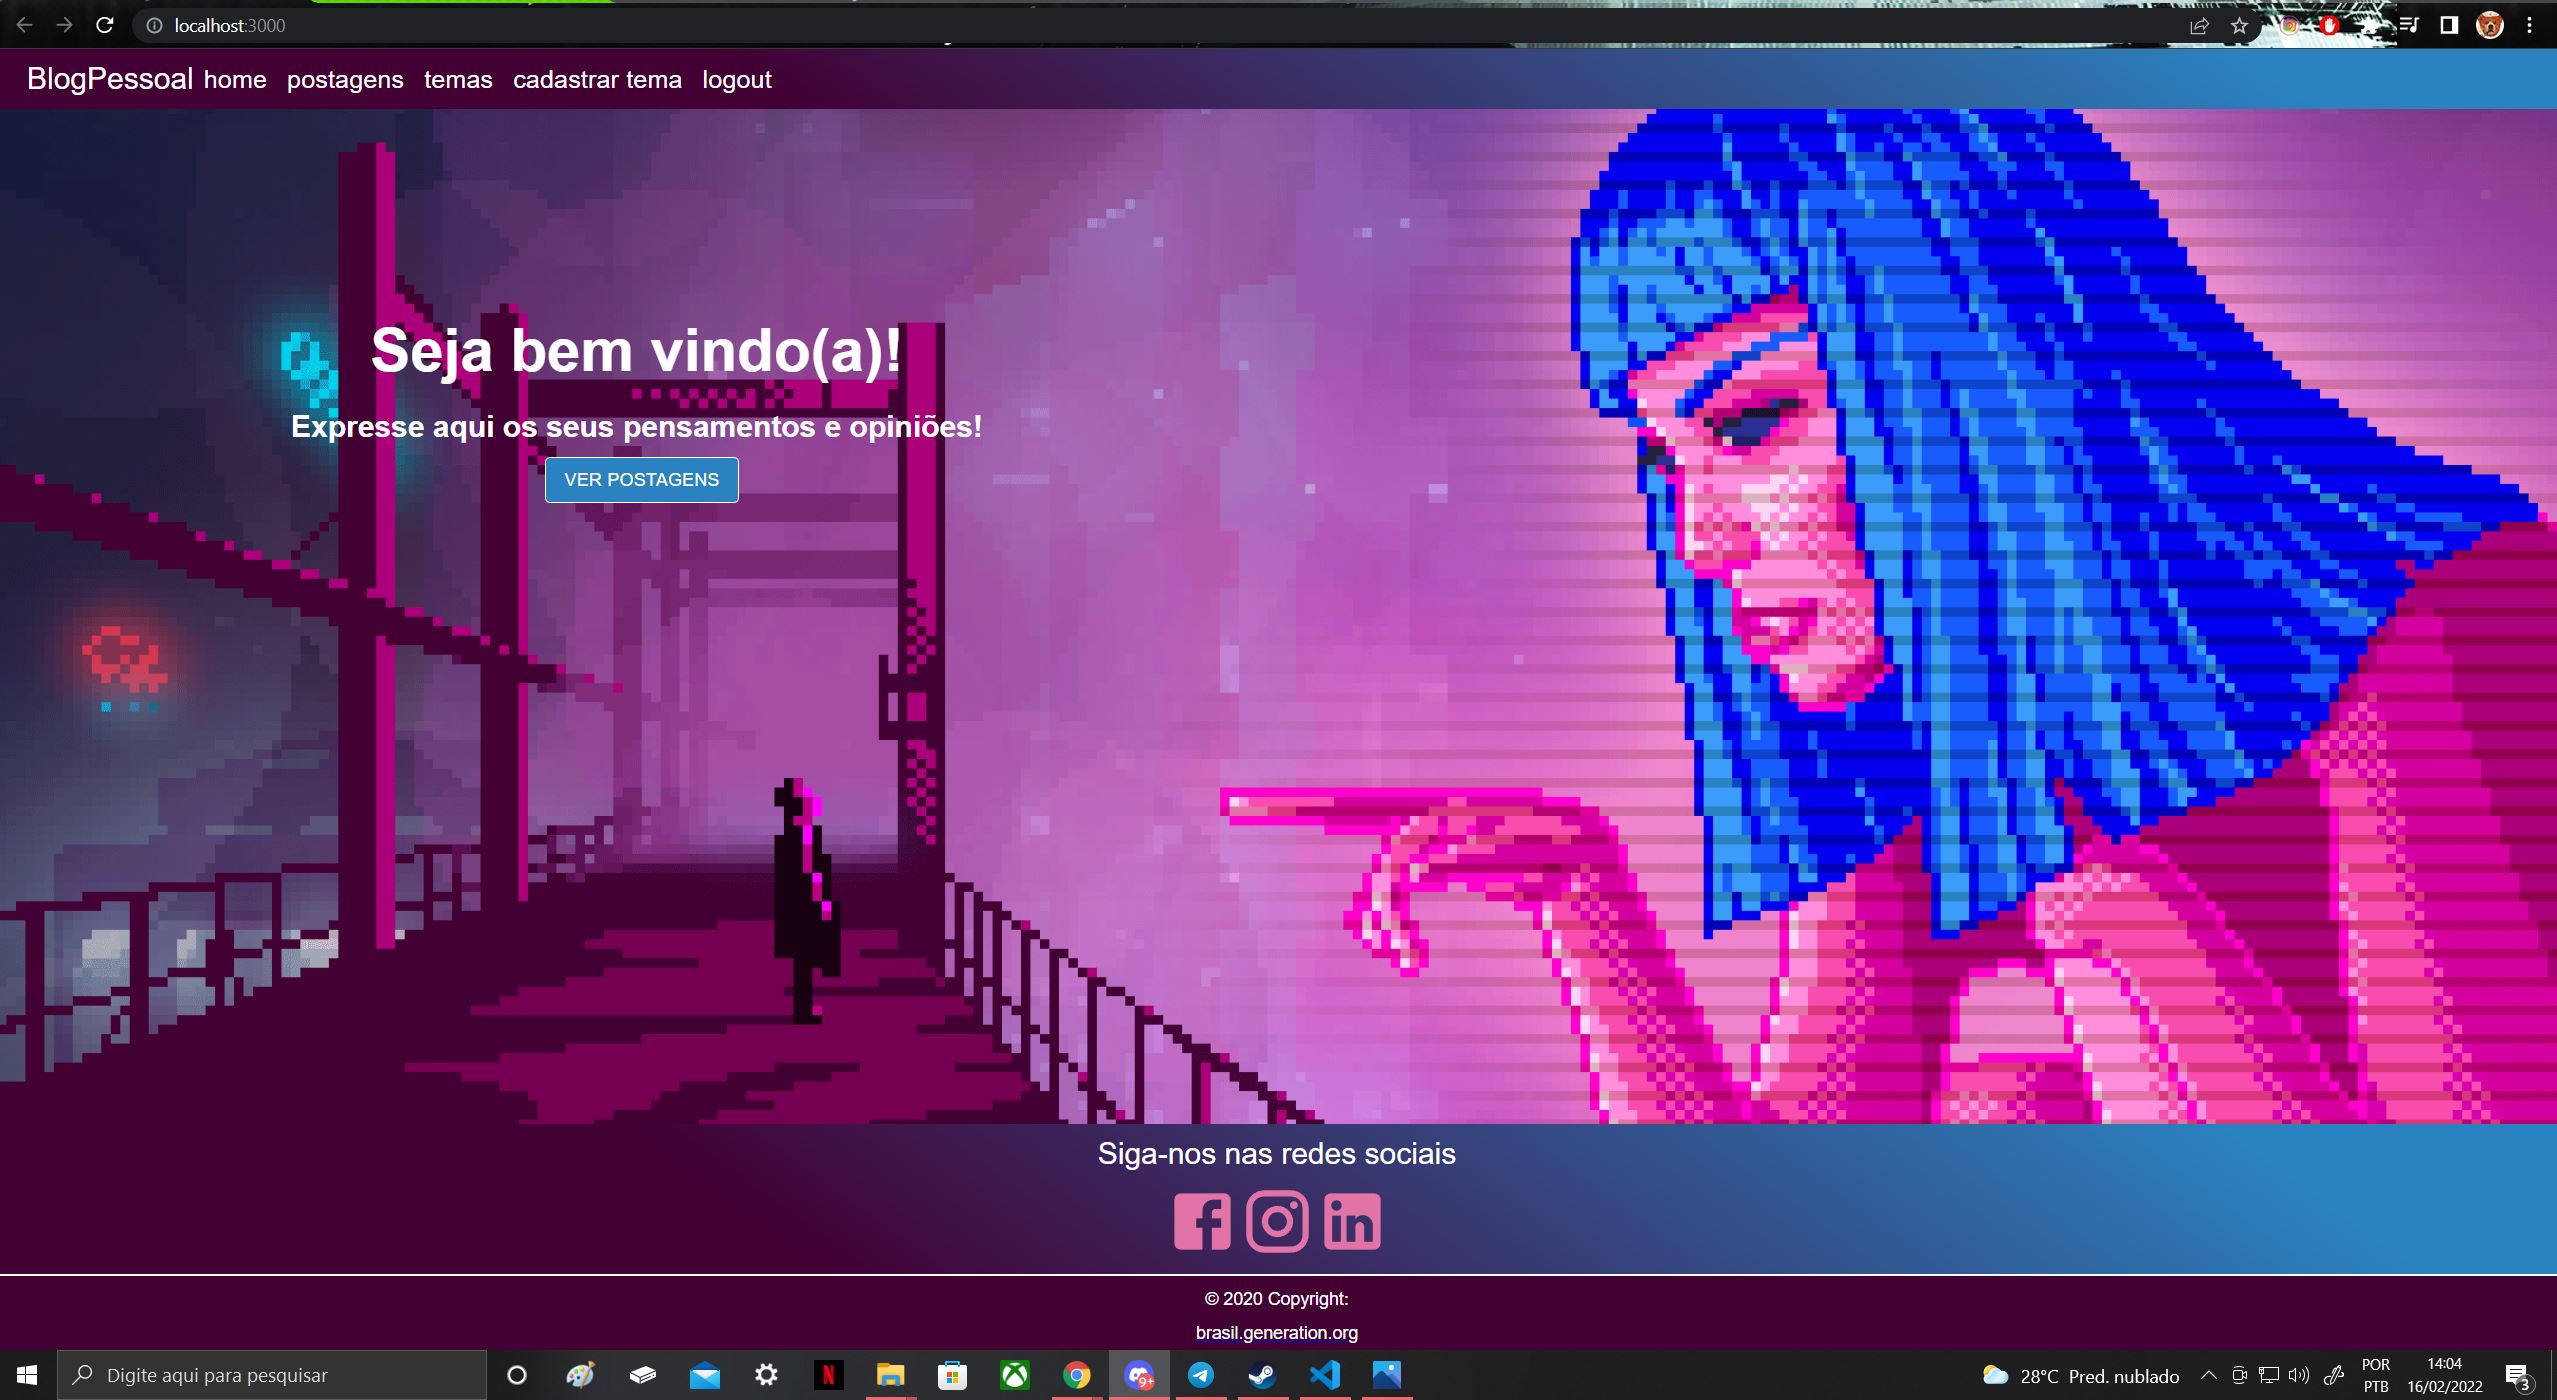 localhost:3000
BlogPessoal home postagens temas cadastrar tema logout
Seja bem vindo(a)!
Expresse aqui os seus pensamentos e opiniões!
VER POSTAGENS
Siga-nos nas redes sociais
© 2020 Copyright:
brasil.generation.org
Digite aqui para pesquisar
N
9+
28°C Pred. nublado
POR
PTB
14:04
16/02/2022
3